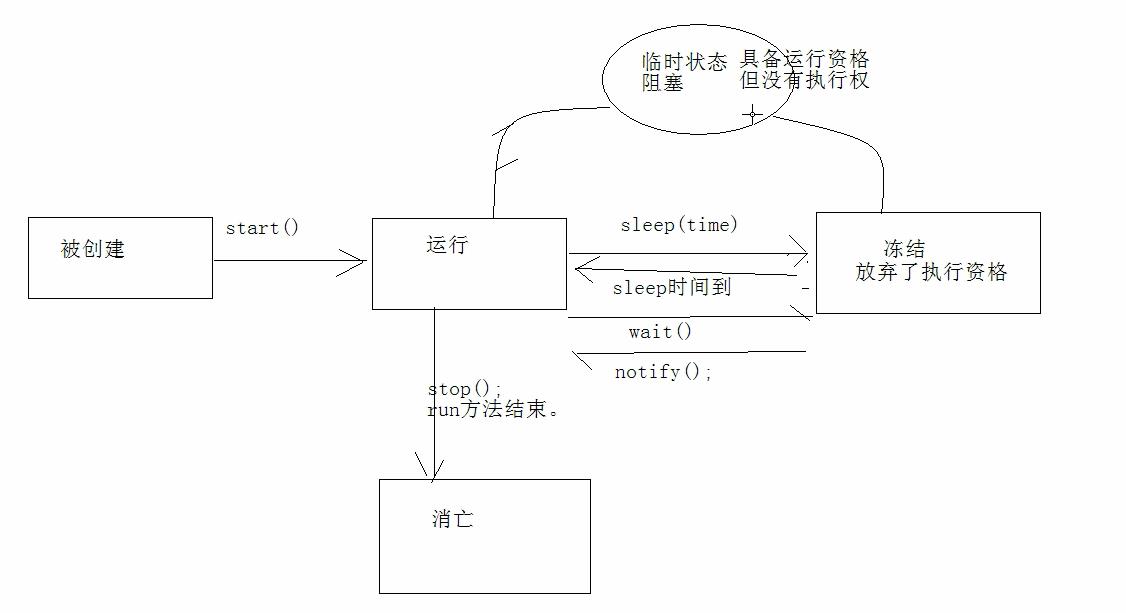 临时状态
阻塞
具备运行资格
但没有执行权
被创建
start()
运行
sleep(time)
sleep时间到
wait()
notify();
冻结
放弃了执行资格
stop();
run方法结束。
消亡